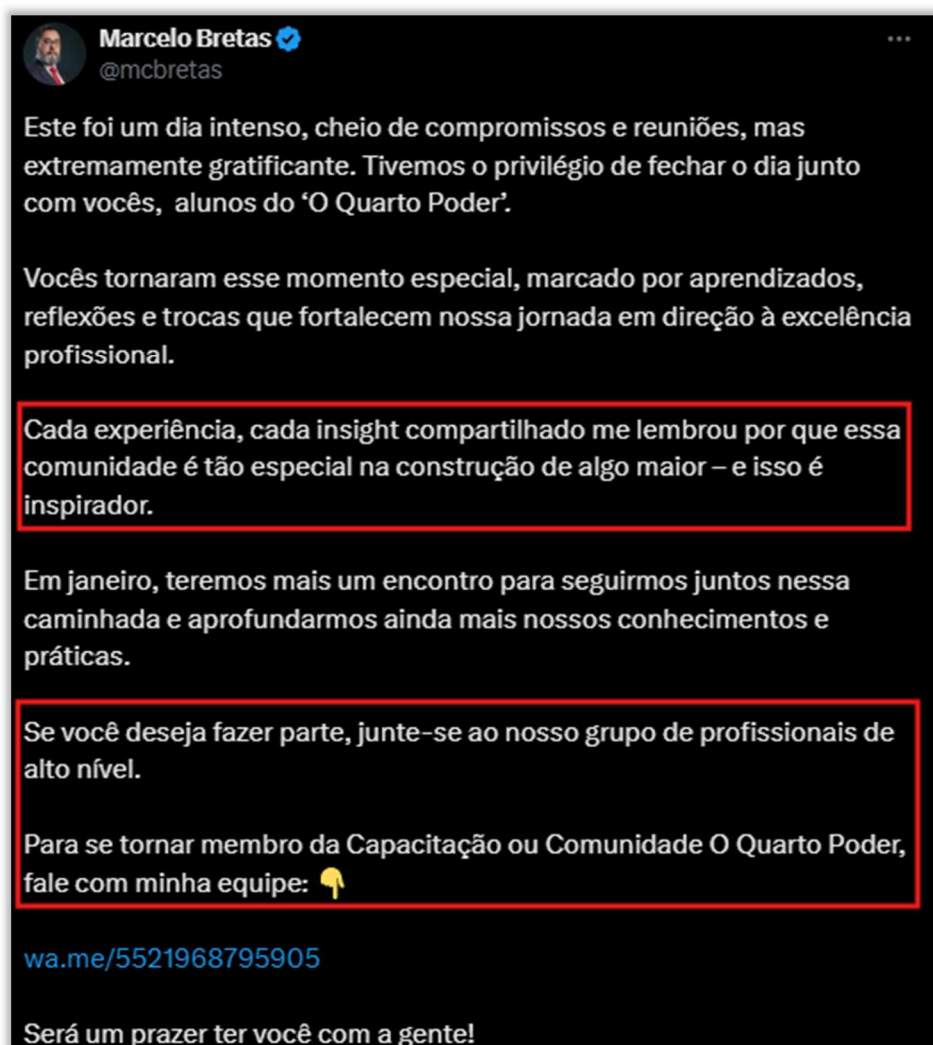 Marcelo Bretas
@mcbretas
Este foi um dia intenso, cheio de compromissos e reuniões, mas
extremamente gratificante. Tivemos o privilégio de fechar o dia junto
com vocês,  alunos do ‘O Quarto Poder’.
Vocês tornaram esse momento especial, marcado por aprendizados,
reflexões e trocas que fortalecem nossa jornada em direção à excelência
profissional.
Cada experiência, cada insight compartilhado me lembrou por que essa
comunidade é tão especial na construção de algo maior – e isso é
inspirador.
Em janeiro, teremos mais um encontro para seguirmos juntos nessa
caminhada e aprofundarmos ainda mais nossos conhecimentos e
práticas.
Se você deseja fazer parte, junte-se ao nosso grupo de profissionais de
alto nível.
Para se tornar membro da Capacitação ou Comunidade O Quarto Poder,
fale com minha equipe: 👇
wa.me/5521968795905
Será um prazer ter você com a gente!